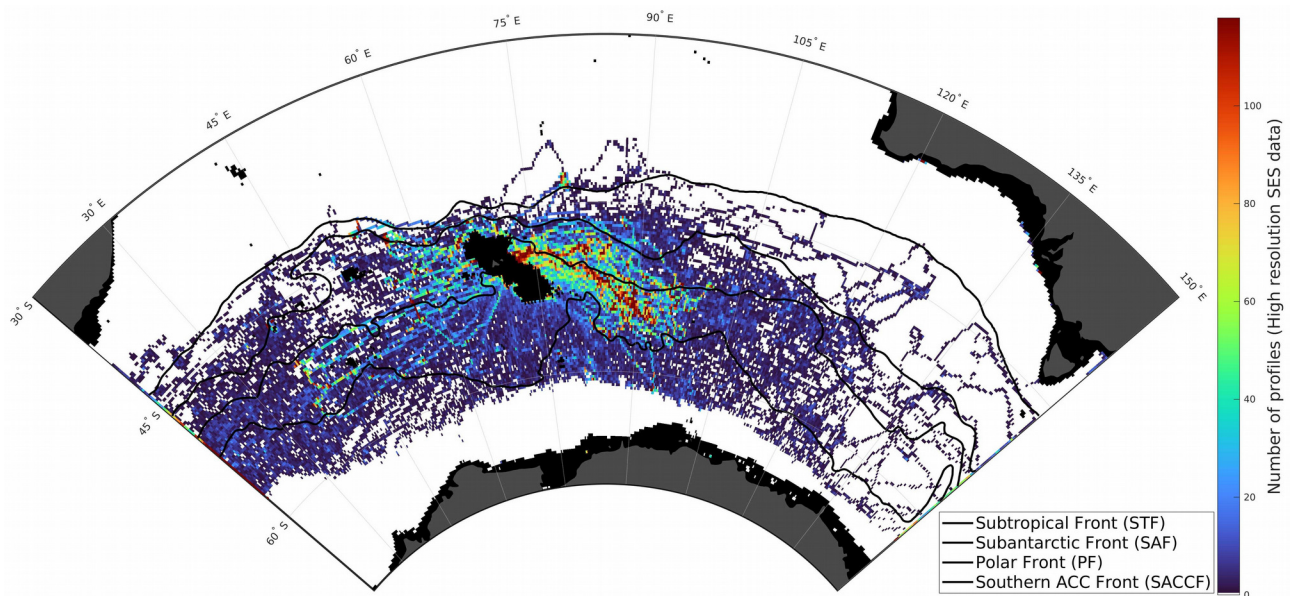 75° E
90° E
60° E
105° E
45° E
120° E
30° E
135° E
150° E
30° S
45° S
60° S
100
80
60
40
20
0
Number of profiles (High resolution SES data)
Subtropical Front (STF)
Subantarctic Front (SAF)
Polar Front (PF)
Southern ACC Front (SACCF)